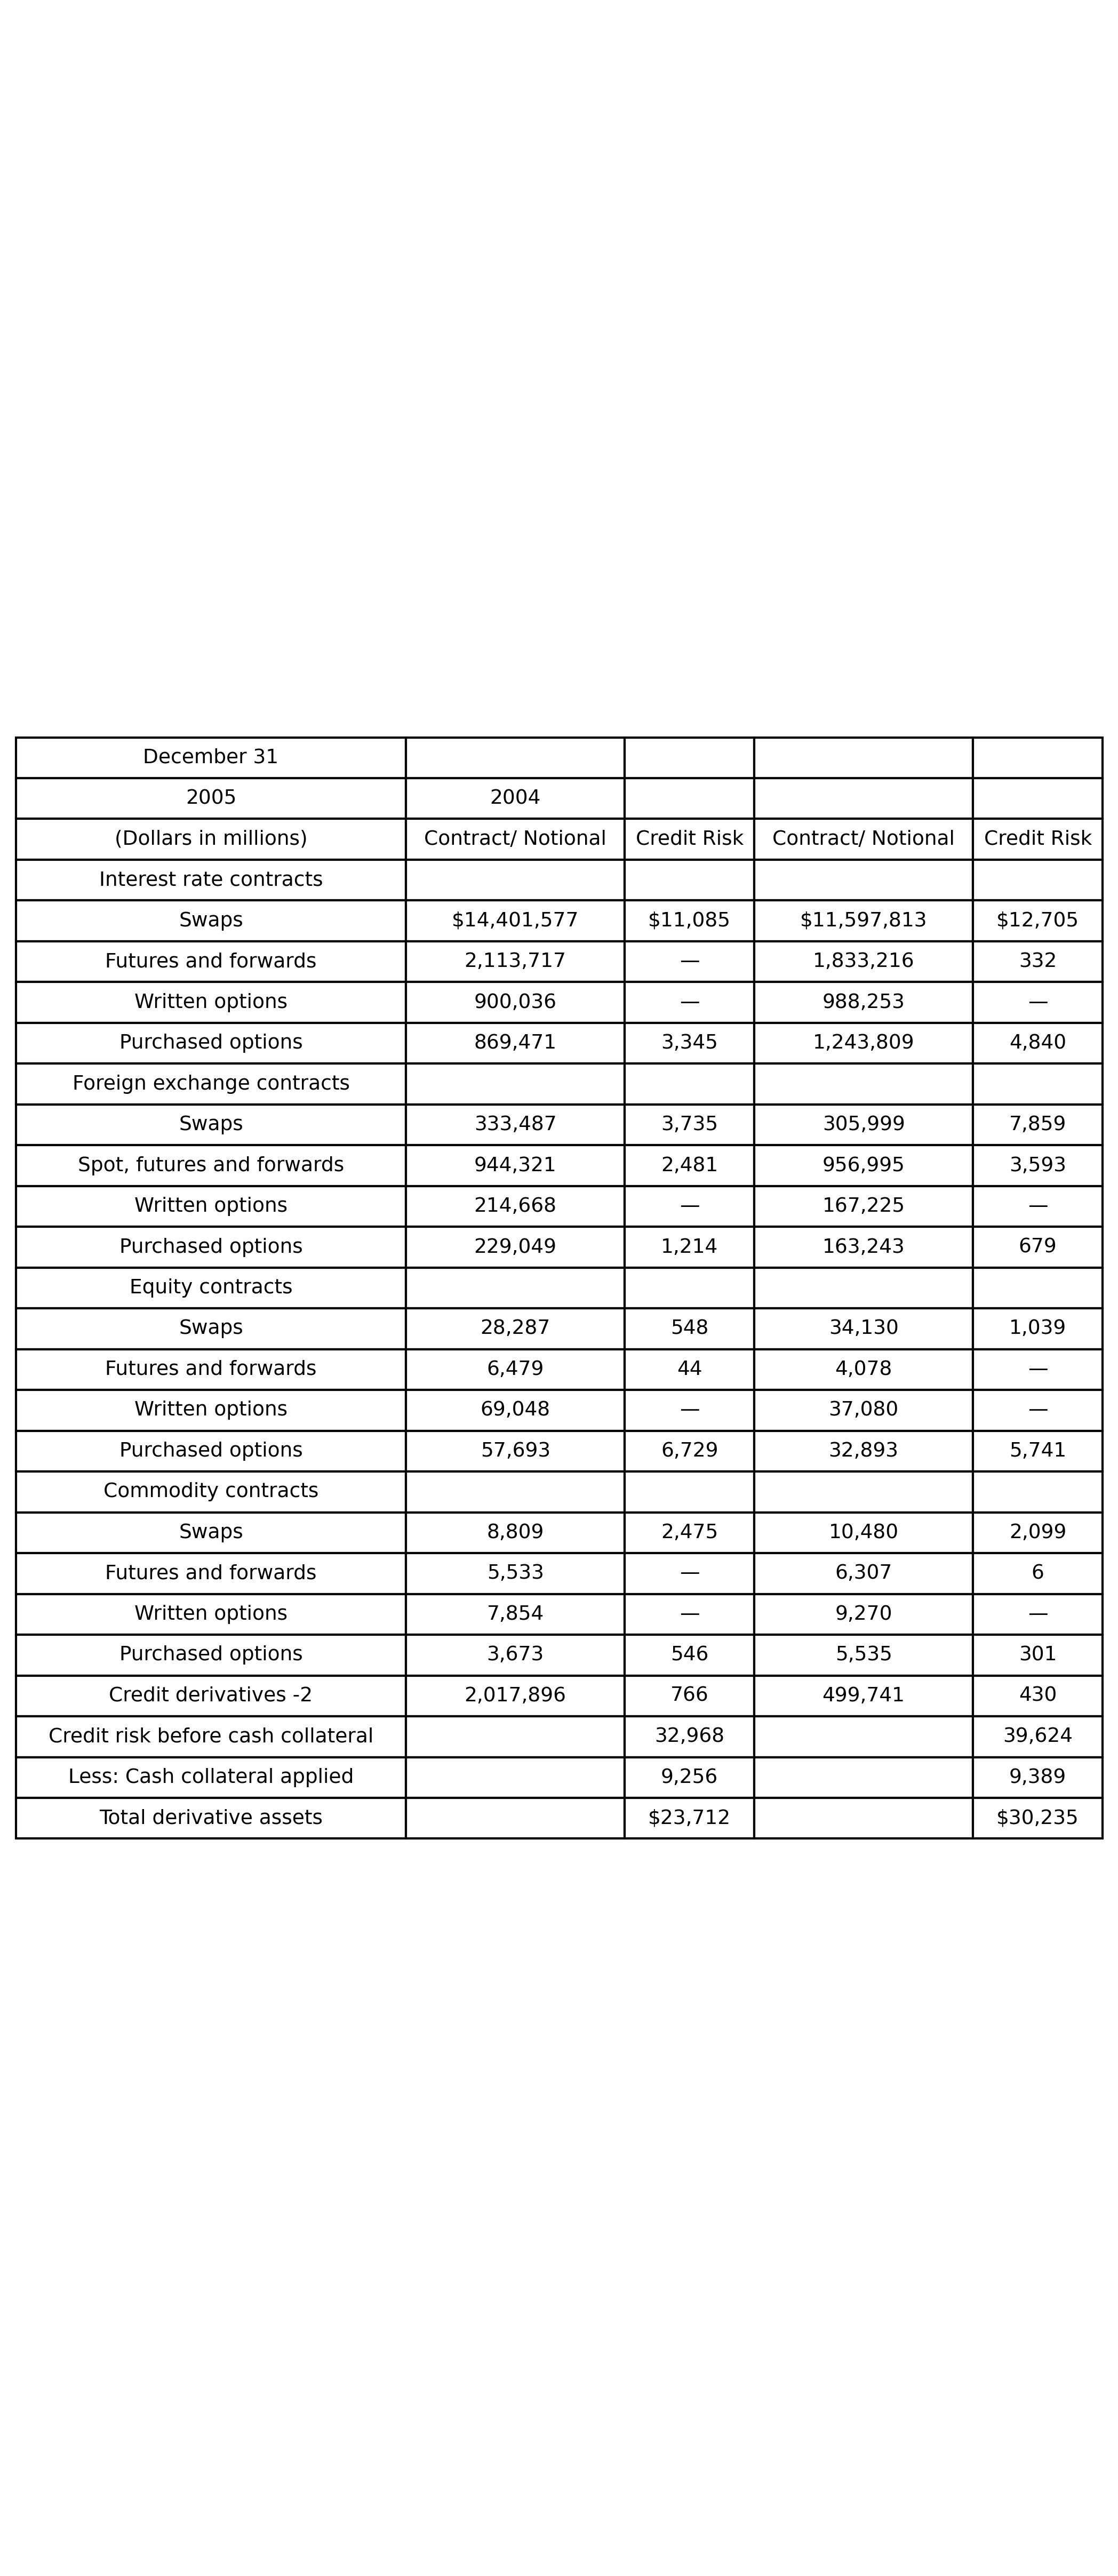 December 31
2005 2004
(Dollars in millions) Contract/ Notional Credit Risk Contract/ Notional Credit Risk
Interest rate contracts
Swaps $14,401,577 $11,085 $11,597,813 $12,705
Futures and forwards 2,113,717 — 1,833,216 332
Written options 900,036 — 988,253 —
Purchased options 869,471 3,345 1,243,809 4,840
Foreign exchange contracts
Swaps 333,487 3,735 305,999 7,859
Spot, futures and forwards 944,321 2,481 956,995 3,593
Written options 214,668 — 167,225 —
Purchased options 229,049 1,214 163,243 679
Equity contracts
Swaps 28,287 548 34,130 1,039
Futures and forwards 6,479 44 4,078 —
Written options 69,048 — 37,080 —
Purchased options 57,693 6,729 32,893 5,741
Commodity contracts
Swaps 8,809 2,475 10,480 2,099
Futures and forwards 5,533 — 6,307 6
Written options 7,854 — 9,270 —
Purchased options 3,673 546 5,535 301
Credit derivatives -2 2,017,896 766 499,741 430
Credit risk before cash collateral 32,968 39,624
Less: Cash collateral applied 9,256 9,389
Total derivative assets $23,712 $30,235